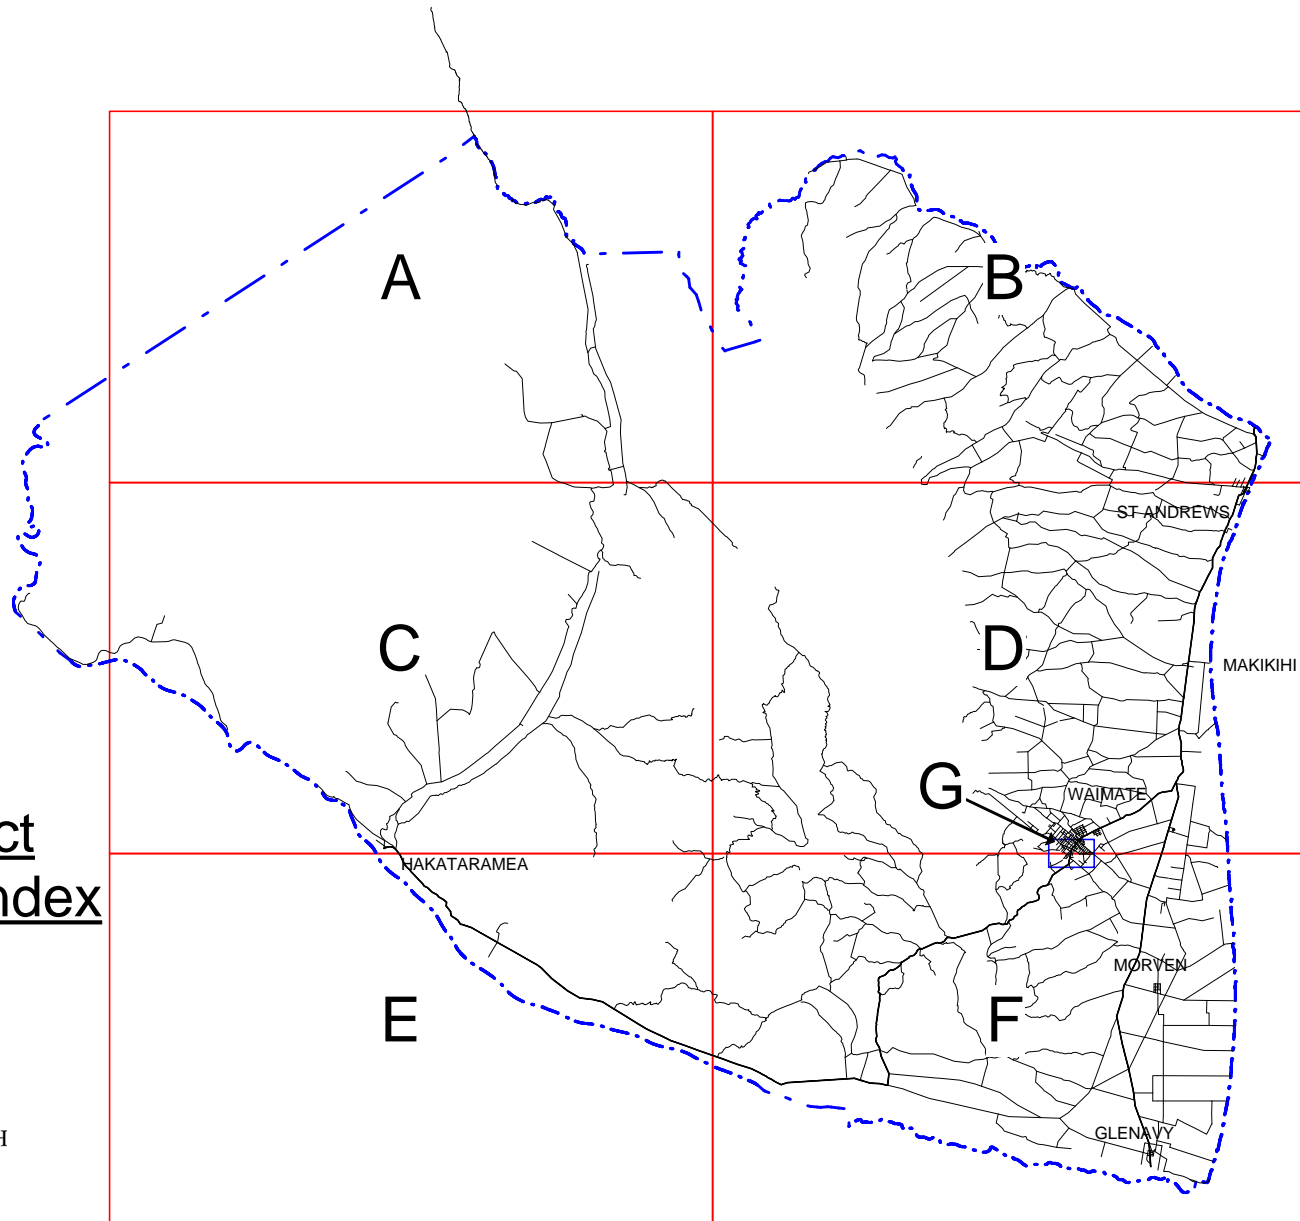 A
B
ST ANDREWS
C
D
MAKIKIHI
G
WAIMATE
ct
ndex
HAKATARAMEA
MORVEN
E
F
H
GLENAVY